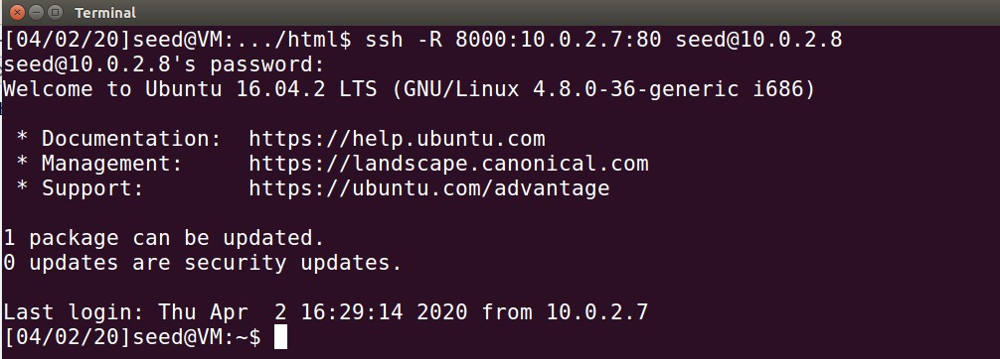 Terminal
[04/02/20]seed@VM:.../html$ ssh -R 8000:10.0.2.7:80 seed@10.0.2.8
seed@10.0.2.8's password:
Welcome to Ubuntu 16.04.2 LTS (GNU/Linux 4.8.0-36-generic i686)
 * Documentation:  https://help.ubuntu.com
 * Management:     https://landscape.canonical.com
 * Support:        https://ubuntu.com/advantage
1 package can be updated.
0 updates are security updates.
Last login: Thu Apr  2 16:29:14 2020 from 10.0.2.7
[04/02/20]seed@VM:~$